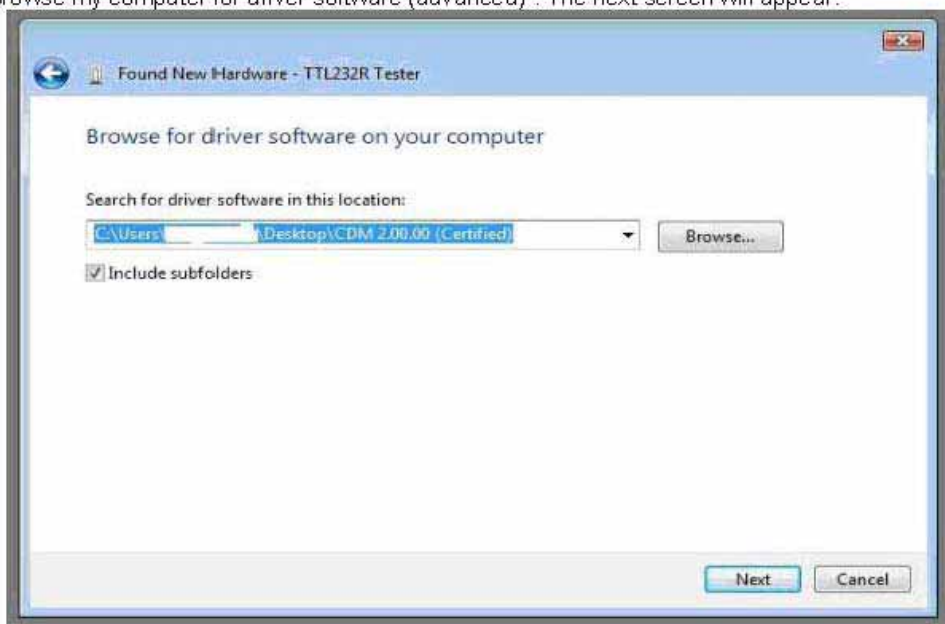 rowse my computer for driver software (advanced)". The next screen will appear:
Found New Hardware - TTL232R Tester
Browse for driver software on your computer
Search for driver software in this location:
C:\Users\ \Desktop\CDM 2.00.00 (Certified)
Browse...
Include subfolders
Next Cancel